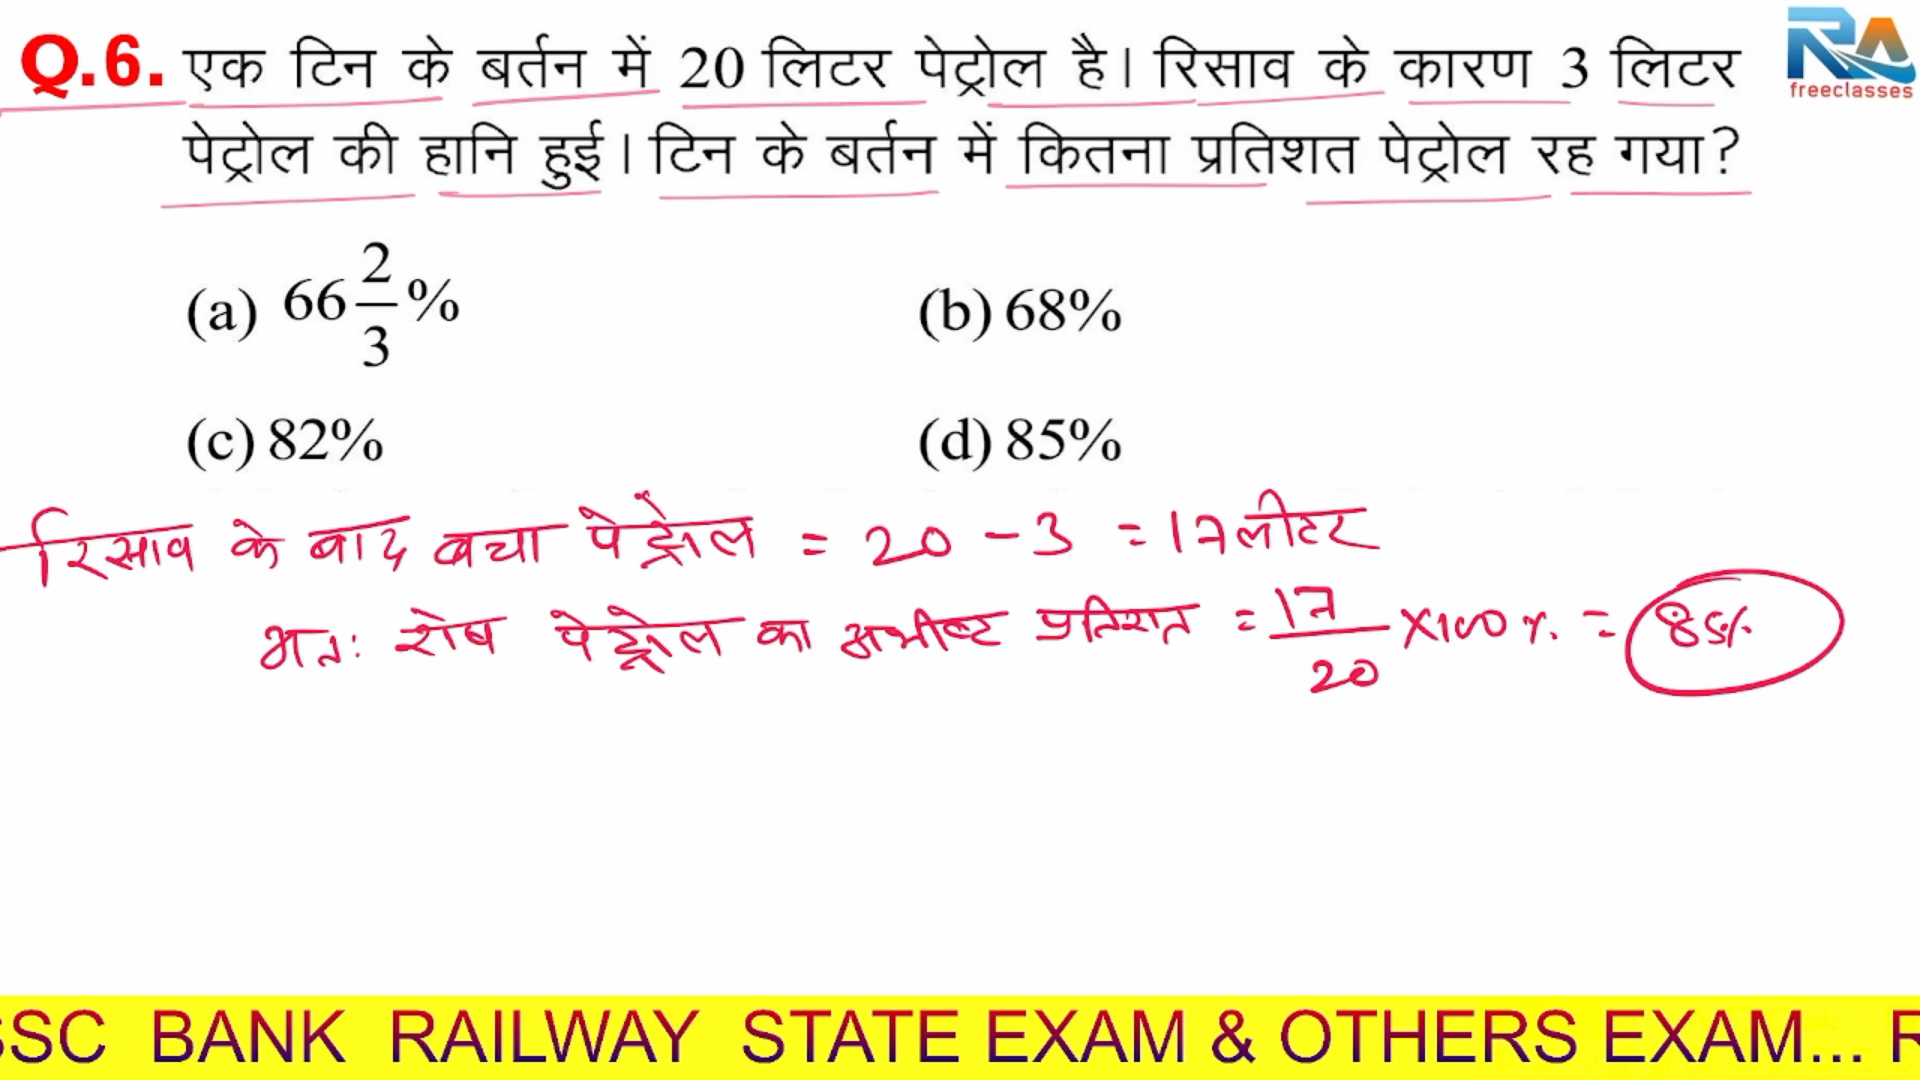 Q.6. एक टिन के बर्तन में 20 लिटर पेट्रोल है। रिसाव के कारण 3 लिटर
RA
freeclasses
पेट्रोल की हानि हुई। टिन के बर्तन में कितना प्रतिशत पेट्रोल रह गया?
(a) 66 2/3 %
(b) 68%
(c) 82%
(d) 85%
रिसाव के बाद बचा पेट्रोल = 20 - 3 = 17 लीटर
अतः शेष पेट्रोल का अभीष्ट प्रतिशत = 17/20 × 100 % = 85%
SSC BANK RAILWAY STATE EXAM & OTHERS EXAM... R